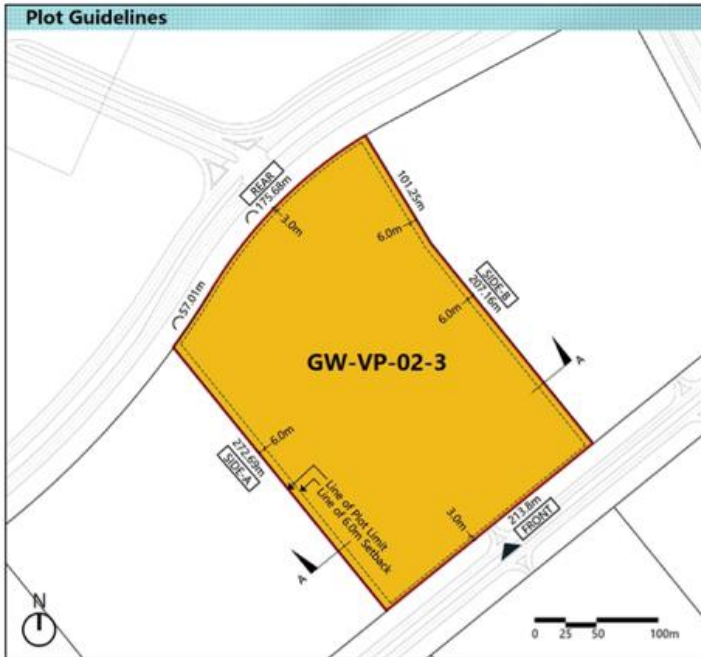 Plot Guidelines
REAR
175.68m
3.0m
101.25m
6.0m
57.01m
SIDE-B
207.16m
6.0m
GW-VP-02-3
A
6.0m
272.69m
SIDE-A
Line of Plot Limit
Line of 6.0m Setback
3.0m
213.8m
FRONT
A
N
0 25 50 100m